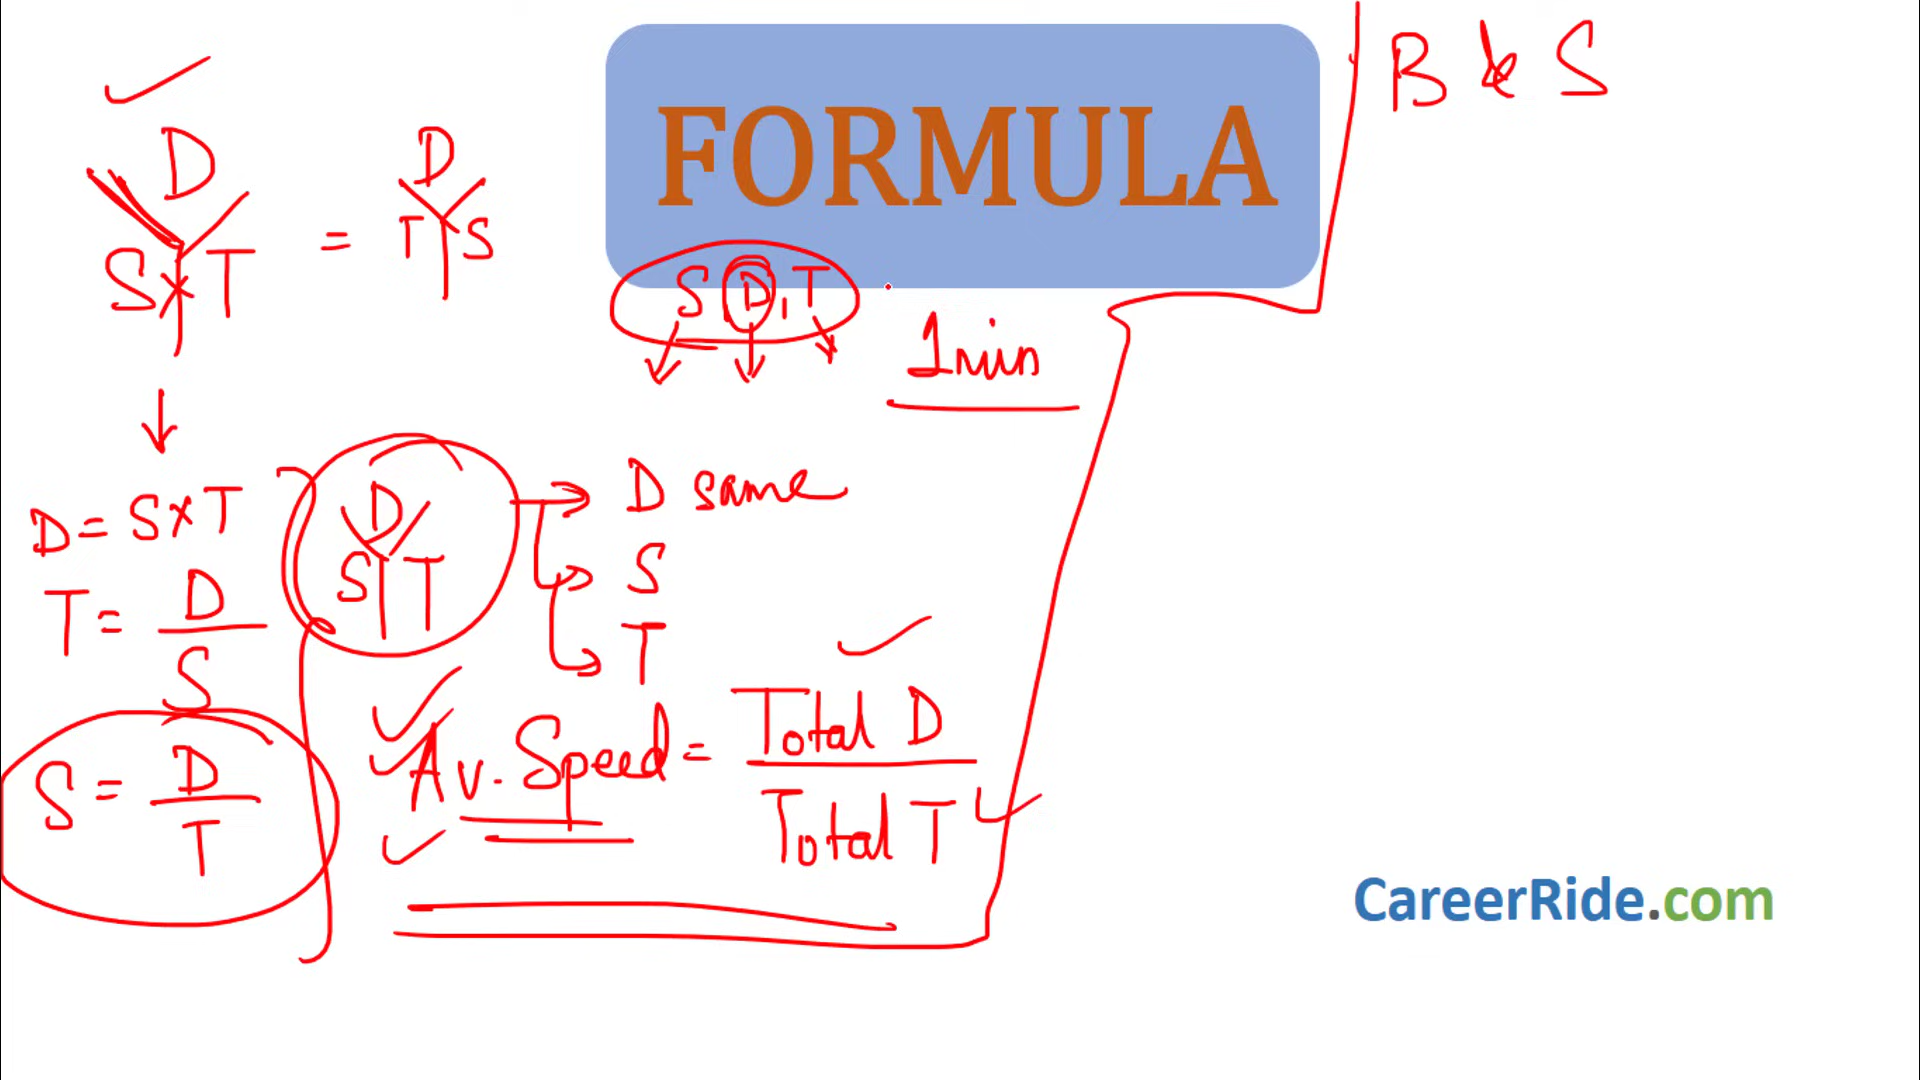 FORMULA
B & S
D
S × T
=
D
T S
S D, T
1 min
D = S × T
T = D / S
S = D / T
D
S T
D same
S
T
Av. Speed = Total D / Total T
CareerRide.com